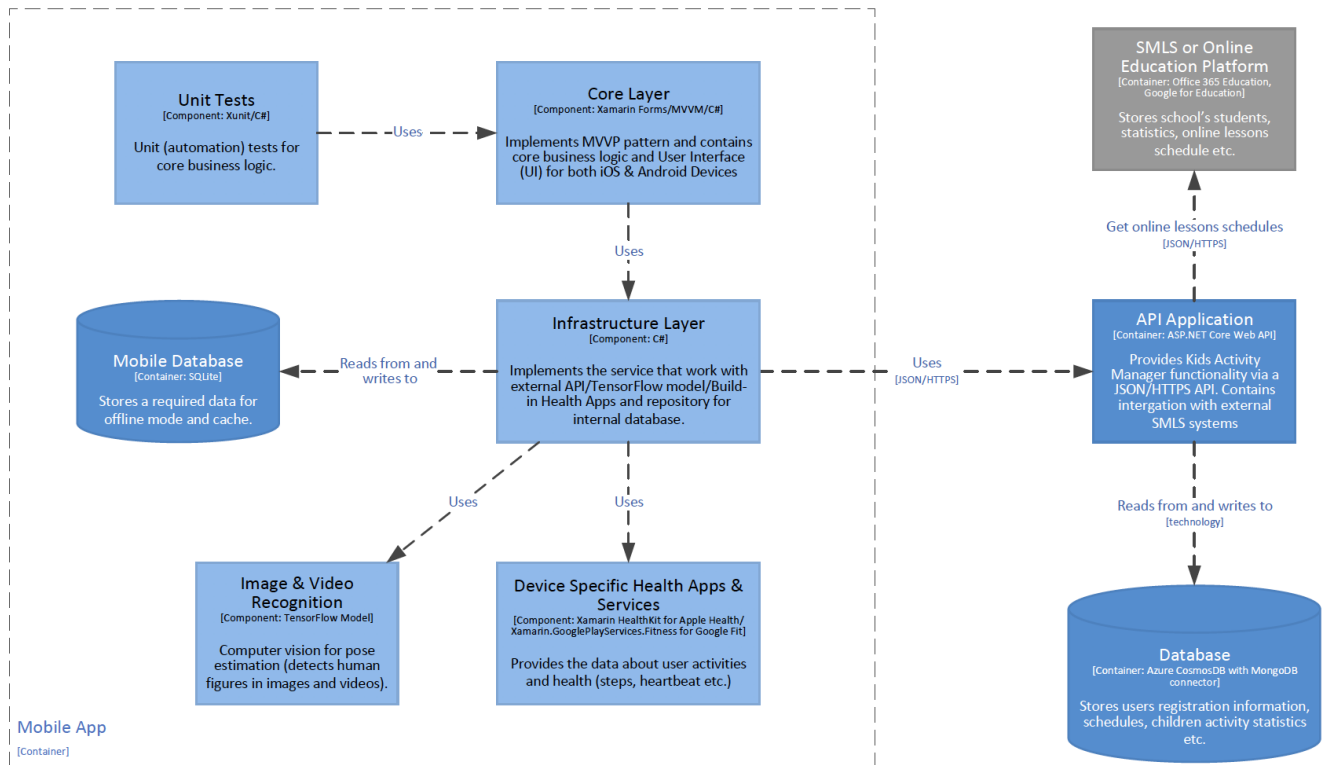 Unit Tests
[Component: Xunit/C#]
Unit (automation) tests for
core business logic.
Uses
Core Layer
[Component: Xamarin Forms/MVVM/C#]
Implements MVVP pattern and contains
core business logic and User Interface
(UI) for both iOS & Android Devices
SMLS or Online
Education Platform
[Container: Office 365 Education,
Google for Education]
Stores school's students,
statistics, online lessons
schedule etc.
Uses
Get online lessons schedules
[JSON/HTTPS]
Mobile Database
[Container: SQLite]
Stores a required data for
offline mode and cache.
Reads from and
writes to
Infrastructure Layer
[Component: C#]
Implements the service that work with
external API/TensorFlow model/Build-
in Health Apps and repository for
internal database.
Uses
[JSON/HTTPS]
API Application
[Container: ASP.NET Core Web API]
Provides Kids Activity
Manager functionality via a
JSON/HTTPS API. Contains
intergation with external
SMLS systems
Uses
Uses
Reads from and writes to
[technology]
Image & Video
Recognition
[Component: TensorFlow Model]
Computer vision for pose
estimation (detects human
figures in images and videos).
Device Specific Health Apps &
Services
[Component: Xamarin HealthKit for Apple Health/
Xamarin.GooglePlayServices.Fitness for Google Fit]
Provides the data about user activities
and health (steps, heartbeat etc.)
Database
[Container: Azure CosmosDB with MongoDB
connector]
Stores users registration information,
schedules, children activity statistics
etc.
Mobile App
[Container]